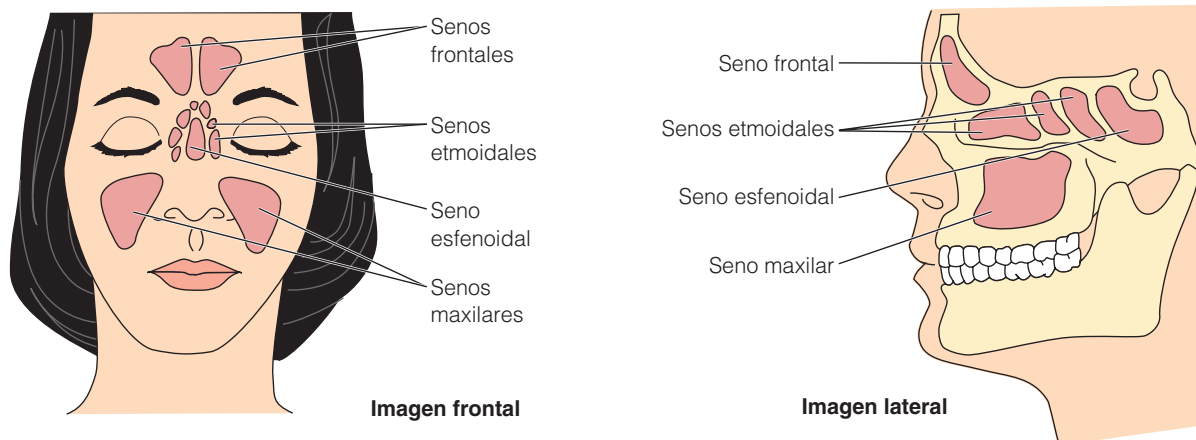 Senos
frontales
Senos
etmoidales
Seno
esfenoidal
Senos
maxilares
Imagen frontal
Seno frontal
Senos etmoidales
Seno esfenoidal
Seno maxilar
Imagen lateral